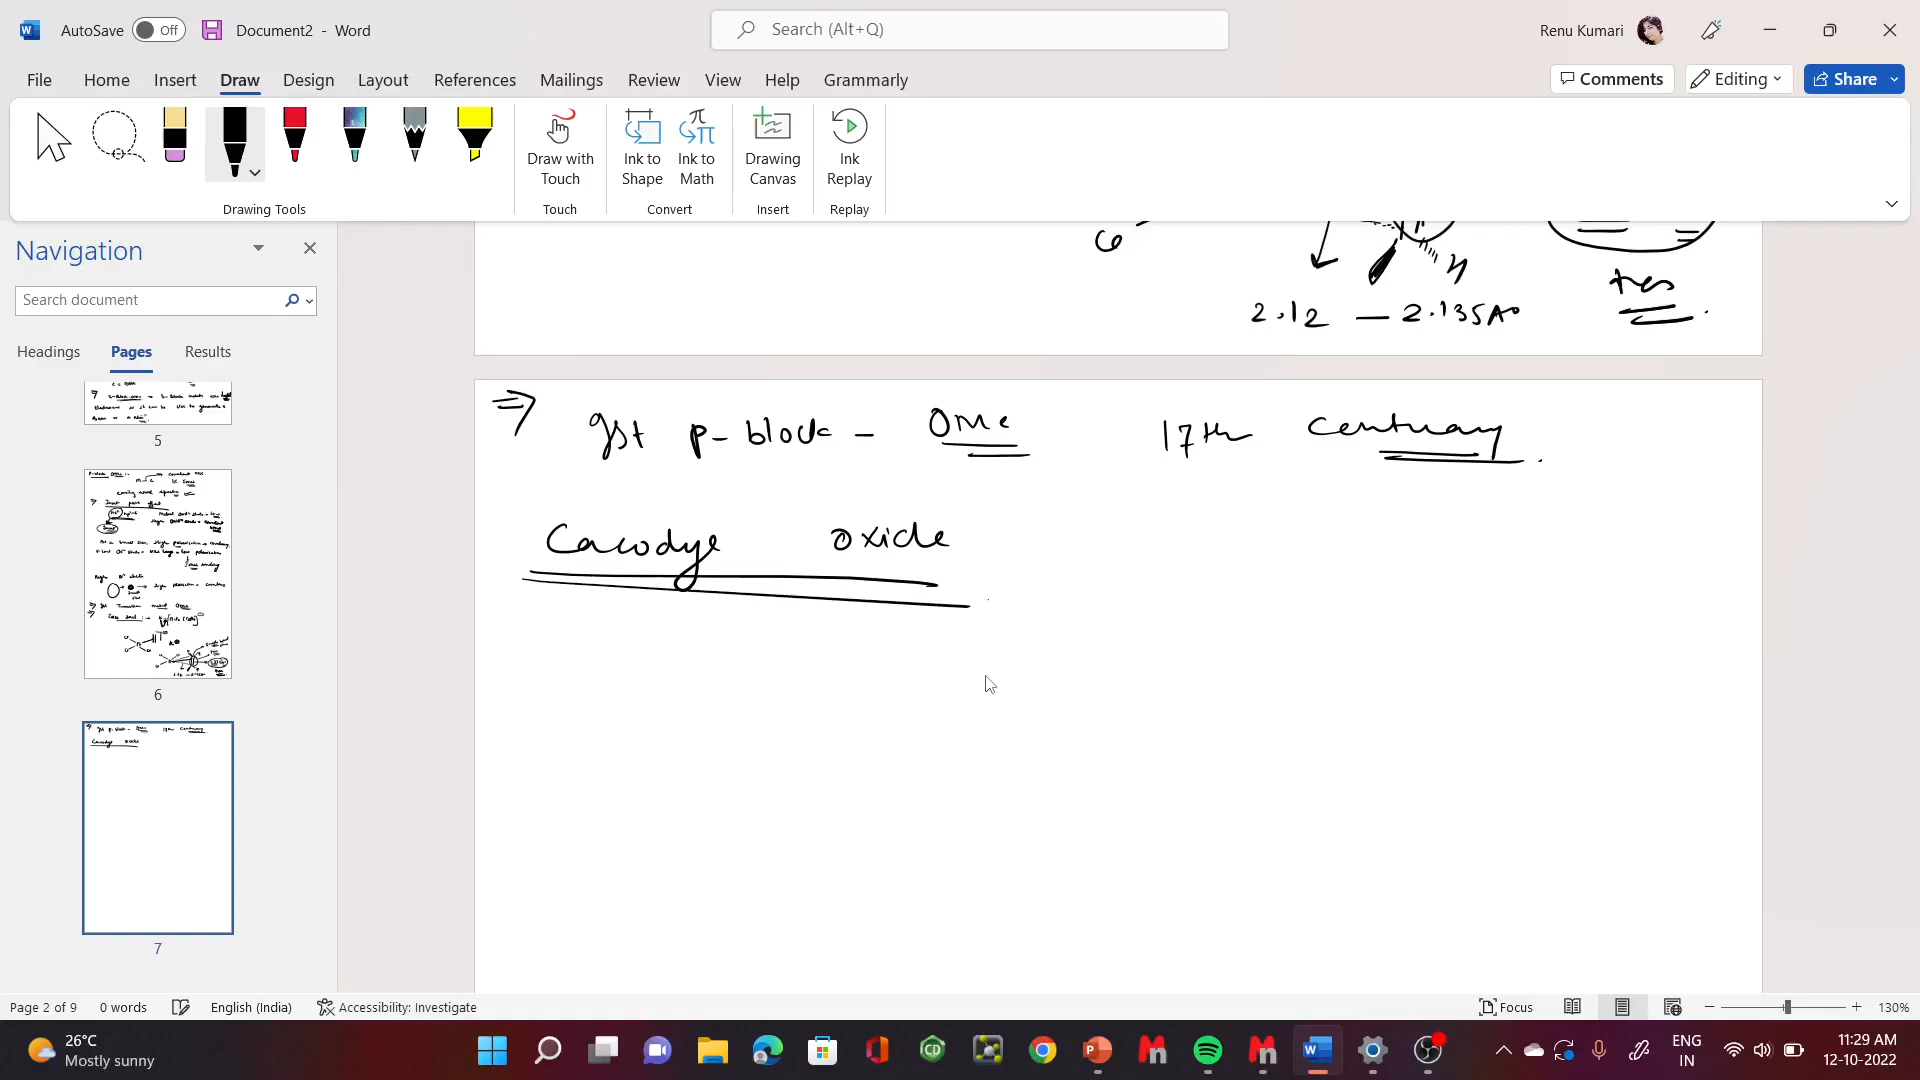 AutoSave Off Document2 - Word
Search (Alt+Q)
Renu Kumari
File Home Insert Draw Design Layout References Mailings Review View Help Grammarly
Comments Editing Share
Draw with Touch
Ink to Shape
Ink to Math
Drawing Canvas
Ink Replay
Drawing Tools Touch Convert Insert Replay
Navigation
Search document
Headings Pages Results
5
6
7
2.12 — 2.135A°
⇒ Ist p-block - OMC 17th Centuary
Cacodye oxide
Page 2 of 9 0 words English (India) Accessibility: Investigate Focus 130%
26°C
Mostly sunny
ENG
IN
11:29 AM
12-10-2022